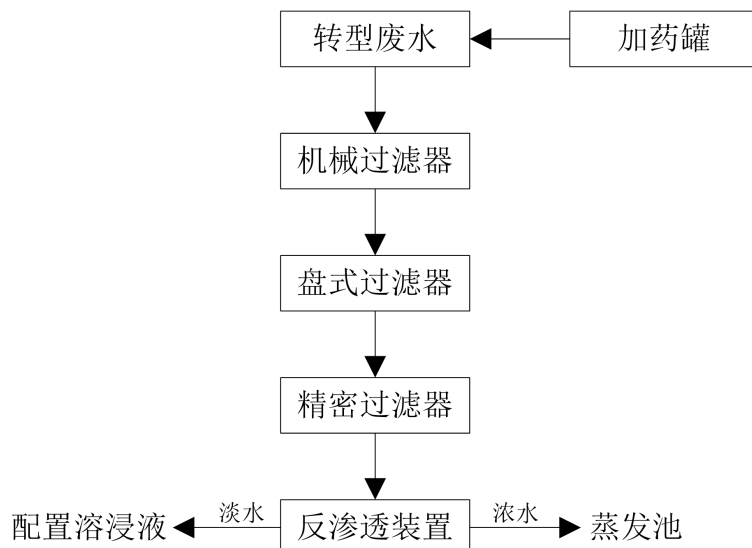 转型废水
加药罐
机械过滤器
盘式过滤器
精密过滤器
配置溶浸液
淡水
反渗透装置
浓水
蒸发池